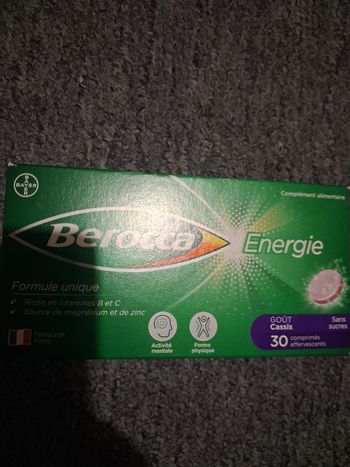 BAYER
Complément alimentaire
Berocca
Energie
Formule unique
✓ Riche en vitamines B et C
✓ Source de magnésium et de zinc
Fabriqué en
France
Activité
mentale
Forme
physique
GOÛT
Cassis
Sans
sucres
30 comprimés
effervescents